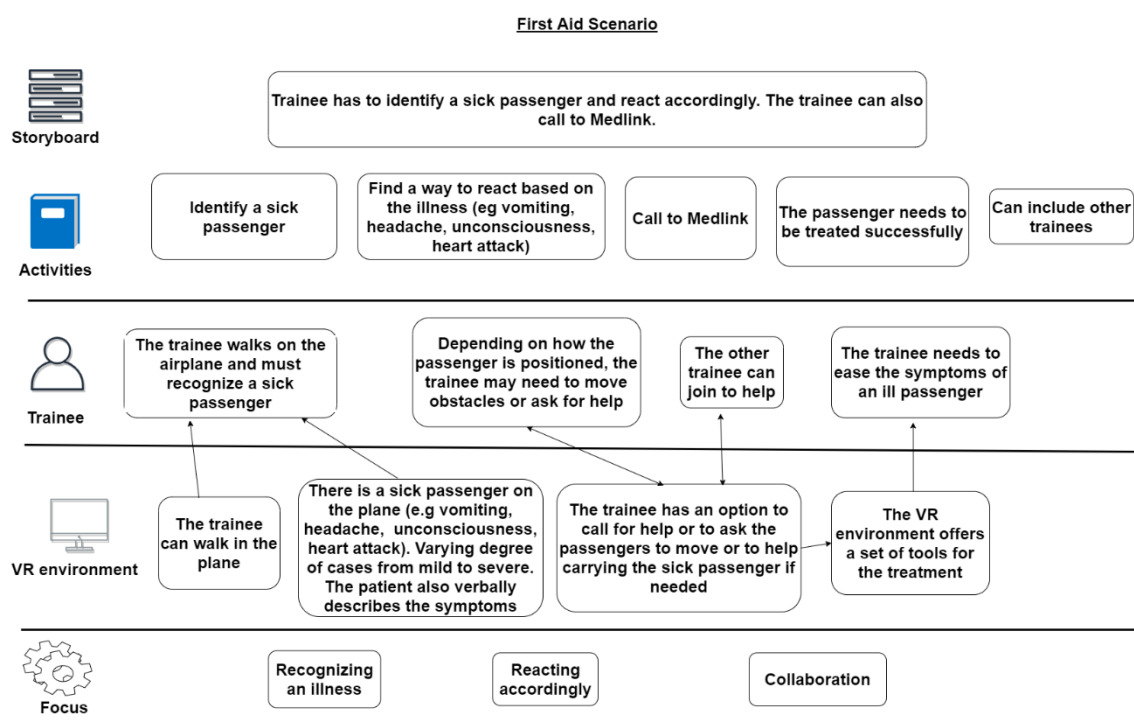 First Aid Scenario
Storyboard
Trainee has to identify a sick passenger and react accordingly. The trainee can also
call to Medlink.
Activities
Identify a sick
passenger
Find a way to react based on
the illness (eg vomiting,
headache, unconsciousness,
heart attack)
Call to Medlink
The passenger needs to
be treated successfully
Can include other
trainees
Trainee
The trainee walks on the
airplane and must
recognize a sick
passenger
Depending on how the
passenger is positioned, the
trainee may need to move
obstacles or ask for help
The other
trainee can
join to help
The trainee needs to
ease the symptoms of
an ill passenger
VR environment
The trainee
can walk in the
plane
There is a sick passenger on
the plane (e.g vomiting,
headache, unconsciousness,
heart attack). Varying degree
of cases from mild to severe.
The patient also verbally
describes the symptoms
The trainee has an option to
call for help or to ask the
passengers to move or to help
carrying the sick passenger if
needed
The VR
environment offers
a set of tools for
the treatment
Focus
Recognizing
an illness
Reacting
accordingly
Collaboration